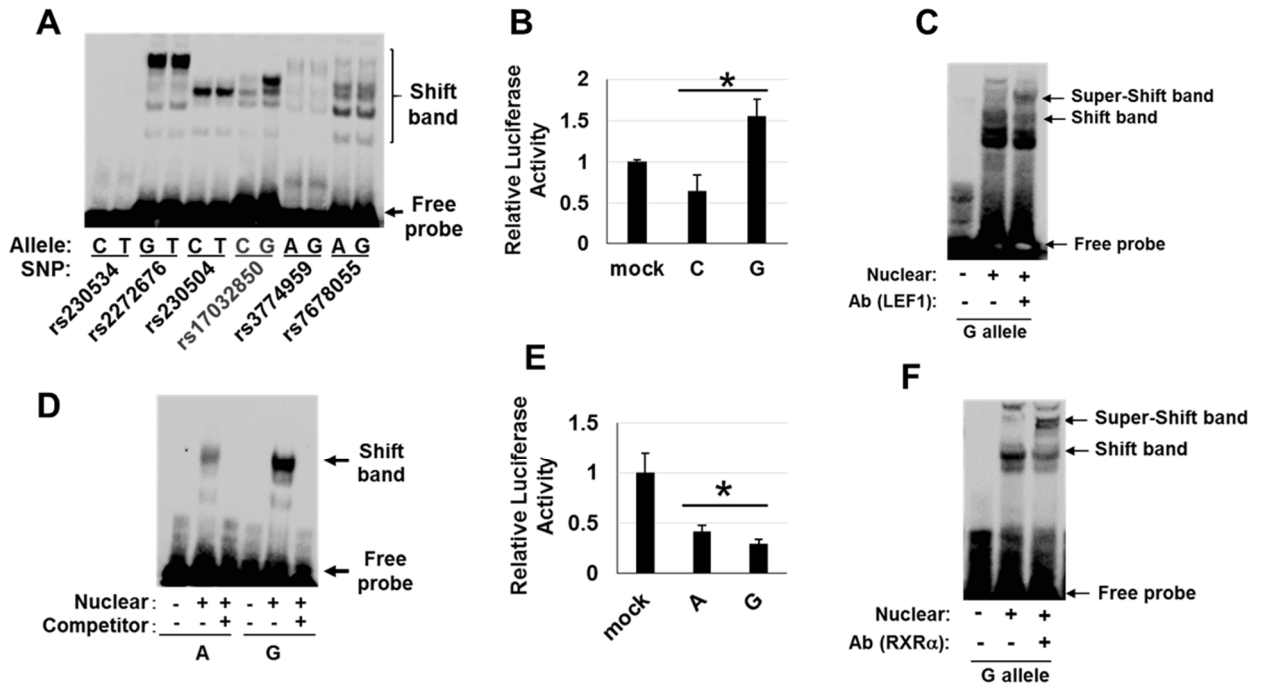 A
Shift
band
Free
probe
Allele: C T G T C T C G A G A G
SNP:
rs230534
rs2272676
rs230504
rs17032850
rs3774959
rs7678055
B
Relative Luciferase
Activity
2
1.5
1
0.5
0
*
mock C G
C
Super-Shift band
Shift band
Free probe
Nuclear: - + +
Ab (LEF1): - - +
G allele
D
Shift
band
Free
probe
Nuclear : - + + - + +
Competitor : - - + - - +
A G
E
Relative Luciferase
Activity
1.5
1
0.5
0
*
mock A G
F
Super-Shift band
Shift band
Free probe
Nuclear: - + +
Ab (RXRα): - - +
G allele